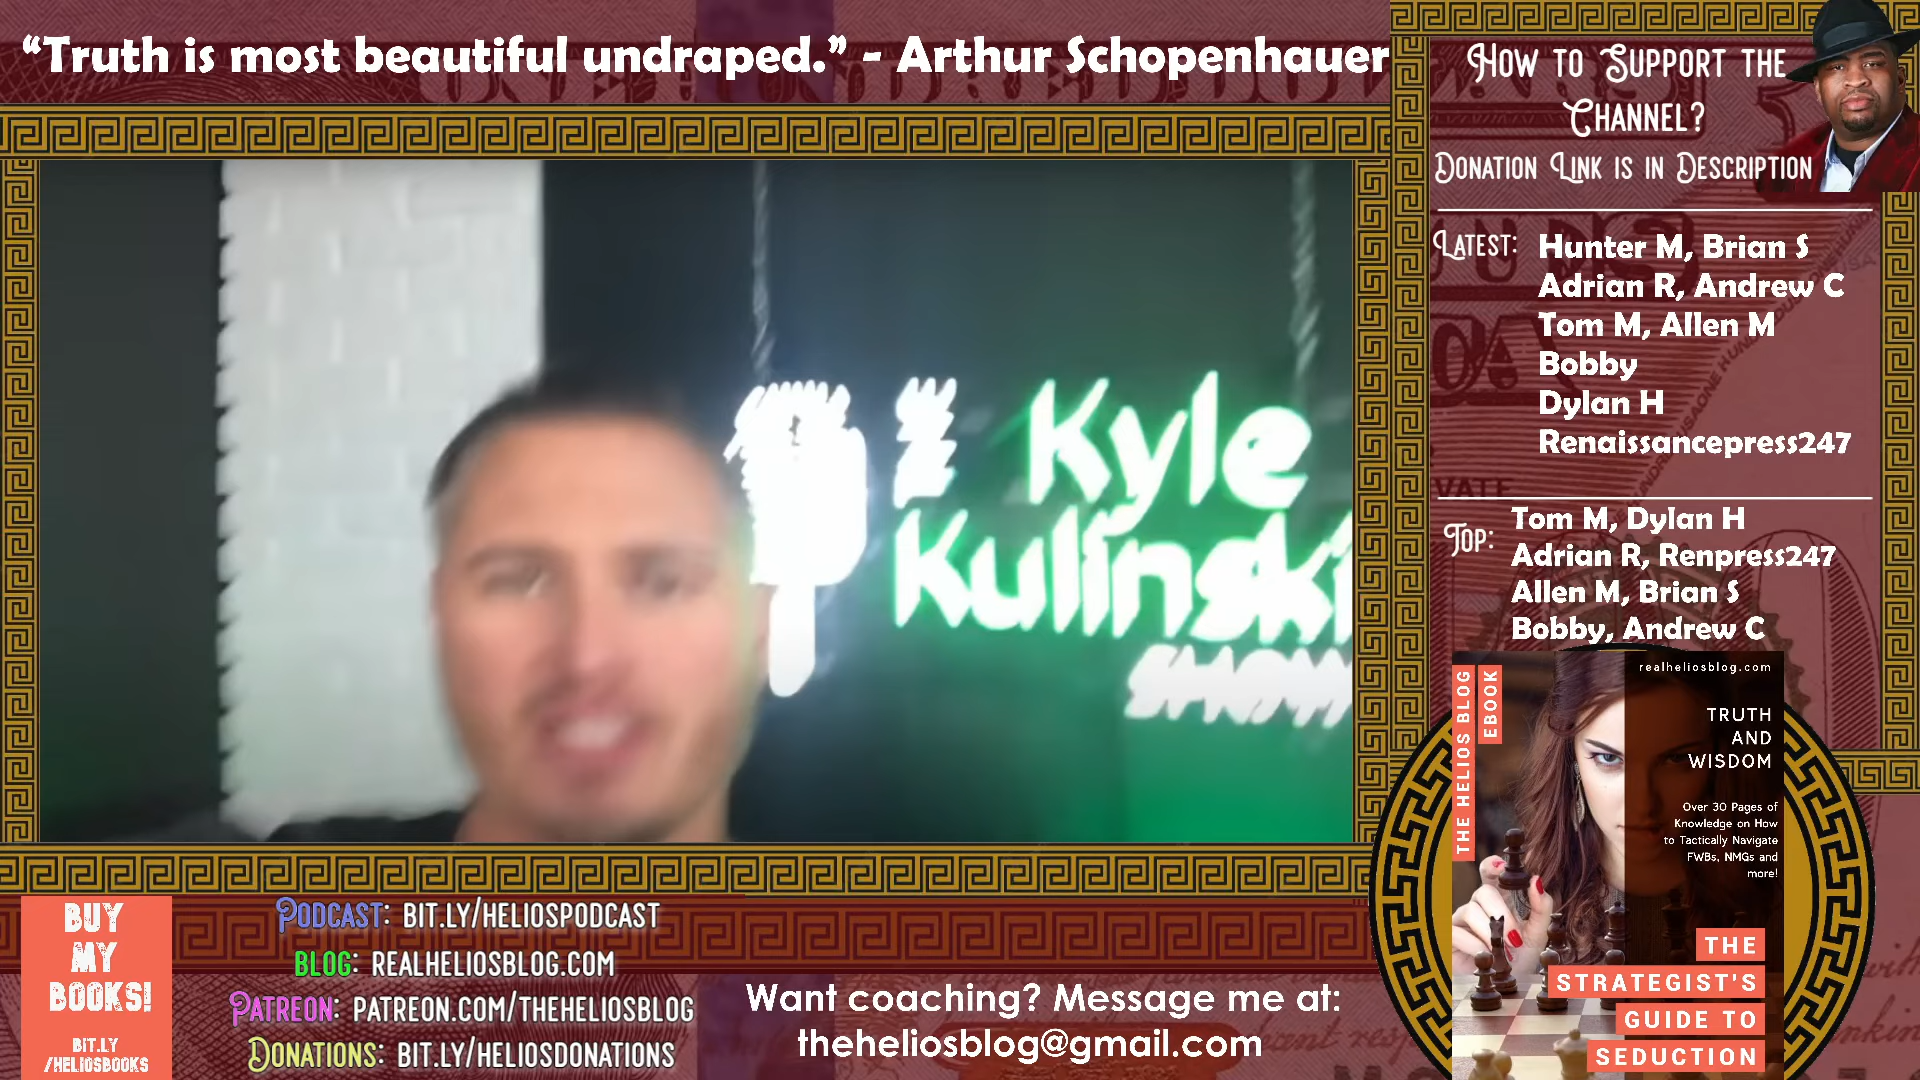 “Truth is most beautiful undraped.” - Arthur Schopenhauer
How to Support the
Channel?
Donation Link is in Description
Latest:
Hunter M, Brian S
Adrian R, Andrew C
Tom M, Allen M
Bobby
Dylan H
Renaissancepress247
Top:
Tom M, Dylan H
Adrian R, Renpress247
Allen M, Brian S
Bobby, Andrew C
Kyle
Kulinski
SHOW
realheliosblog.com
THE HELIOS BLOG
EBOOK
TRUTH
AND
WISDOM
Over 30 Pages of
Knowledge on How
to Tactically Navigate
FWBs, NMGs and
more!
THE
STRATEGIST'S
GUIDE TO
SEDUCTION
BUY
MY
BOOKS!
BIT.LY
/HELIOSBOOKS
Podcast: BIT.LY/HELIOSPODCAST
BLOG: REALHELIOSBLOG.COM
Patreon: PATREON.COM/THEHELIOSBLOG
Donations: BIT.LY/HELIOSDONATIONS
Want coaching? Message me at:
theheliosblog@gmail.com